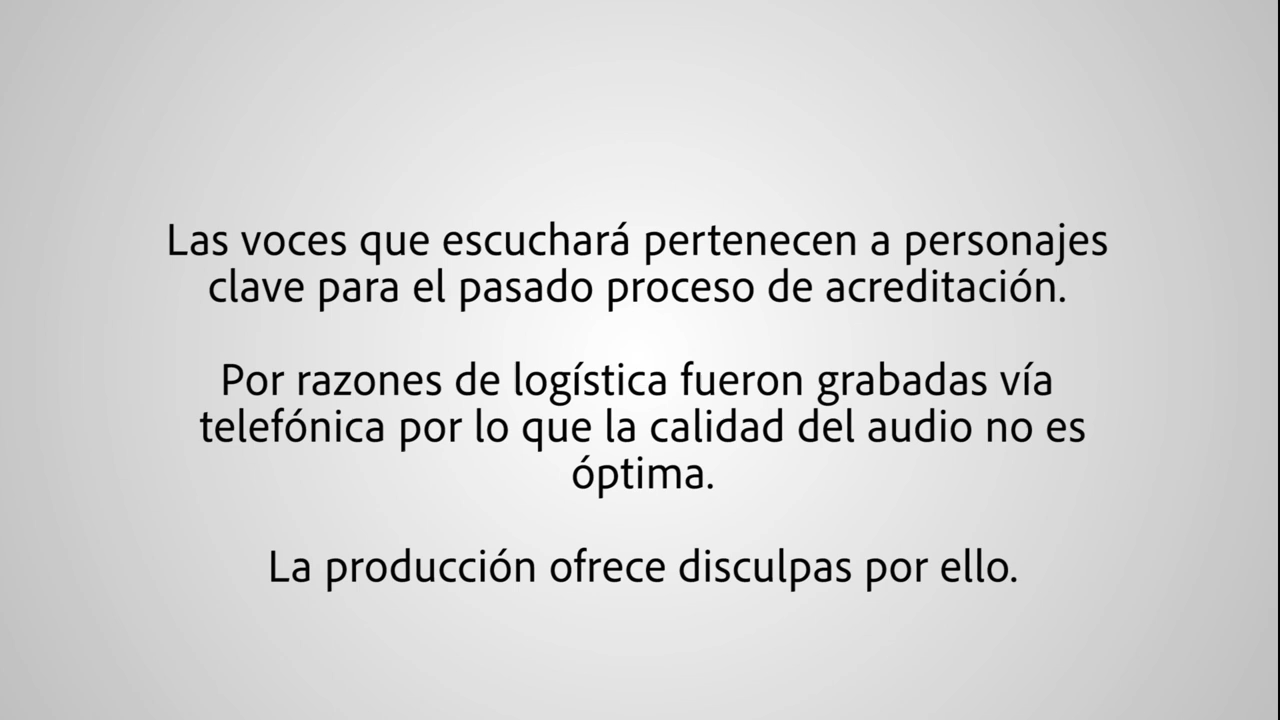 Las voces que escuchará pertenecen a personajes
clave para el pasado proceso de acreditación.
Por razones de logística fueron grabadas vía
telefónica por lo que la calidad del audio no es
óptima.
La producción ofrece disculpas por ello.